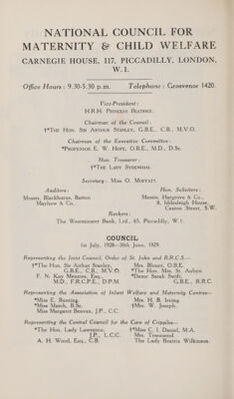 NATIONAL COUNCIL FOR
MATERNITY & CHILD WELFARE
CARNEGIE HOUSE, 117, PICCADILLY, LONDON,
W.1.
Office Hours: 9.30-5.30 p.m. Telephone: Grosvenor 1420.
Vice-President:
H.R.H. PRINCESS BEATRICE.
Chairman of the Council:
†*THE HON. SIR ARTHUR STANLEY, G.B.E., C.B., M.V.O.
Chairman of the Executive Committee:
*PROFESSOR E. W. HOPE, O.B.E., M.D., D.Sc.
Hon. Treasurer:
†*THE LADY SYDENHAM.
Secretary: MISS O. MOFFATT.
Auditors:
Messrs. Blackhurst, Barton
Mayhew & Co.
Hon. Solicitors:
Messrs. Hargrove & Co.,
8, Iddesleigh House,
Caxton Street, S.W.
Bankers:
The Westminster Bank, Ltd., 65, Piccadilly, W.1.
COUNCIL
1st July, 1928-30th June, 1929.
Representing the Joint Council, Order of St. John and B.R.C.S.—
†*The Hon. Sir Arthur Stanley,
G.B.E., C.B., M.V.O.
F. N. Kay Menzies, Esq.,
M.D., F.R.C.P.E., D.P.H.
Mrs. Blount, O.B.E.
*The Hon. Mrs. St. Aubyn.
*Dame Sarah Swift,
G.B.E., R.R.C.
Representing the Association of Infant Welfare and Maternity Centres—
*Miss E. Bunting.
*Miss March, B.Sc.
Miss Margaret Beavan, J.P., C.C.
Mrs. H. B. Irving.
†*Mrs. W. Joseph.
Representing the Central Council for the Care of Cripples—
†*The Hon. Lady Lawrence,
J.P., L.C.C.
A. H. Wood, Esq., C.B.
†*Miss C. I. Daniel, M.A.
Mrs. Townsend.
The Lady Beatrix Wilkinson.